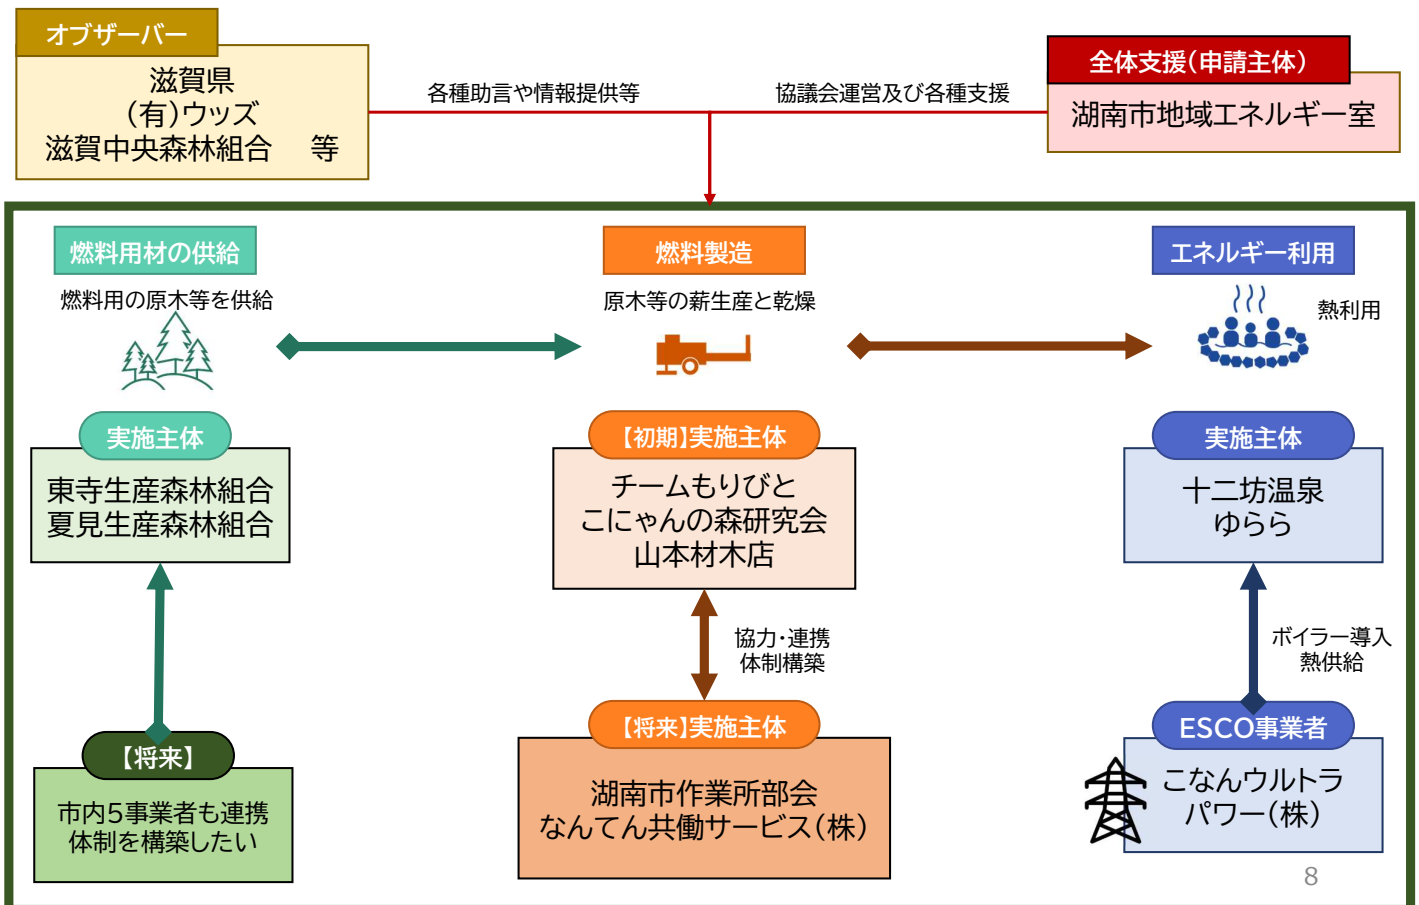 オブザーバー
滋賀県
(有)ウッズ
滋賀中央森林組合　等
各種助言や情報提供等
協議会運営及び各種支援
全体支援(申請主体)
湖南市地域エネルギー室
燃料用材の供給
燃料用の原木等を供給
燃料製造
原木等の薪生産と乾燥
エネルギー利用
熱利用
実施主体
東寺生産森林組合
夏見生産森林組合
【初期】実施主体
チームもりびと
こにゃんの森研究会
山本材木店
実施主体
十二坊温泉
ゆらら
協力・連携
体制構築
ボイラー導入
熱供給
【将来】
市内5事業者も連携
体制を構築したい
【将来】実施主体
湖南市作業所部会
なんてん共働サービス(株)
ESCO事業者
こなんウルトラ
パワー(株)
8